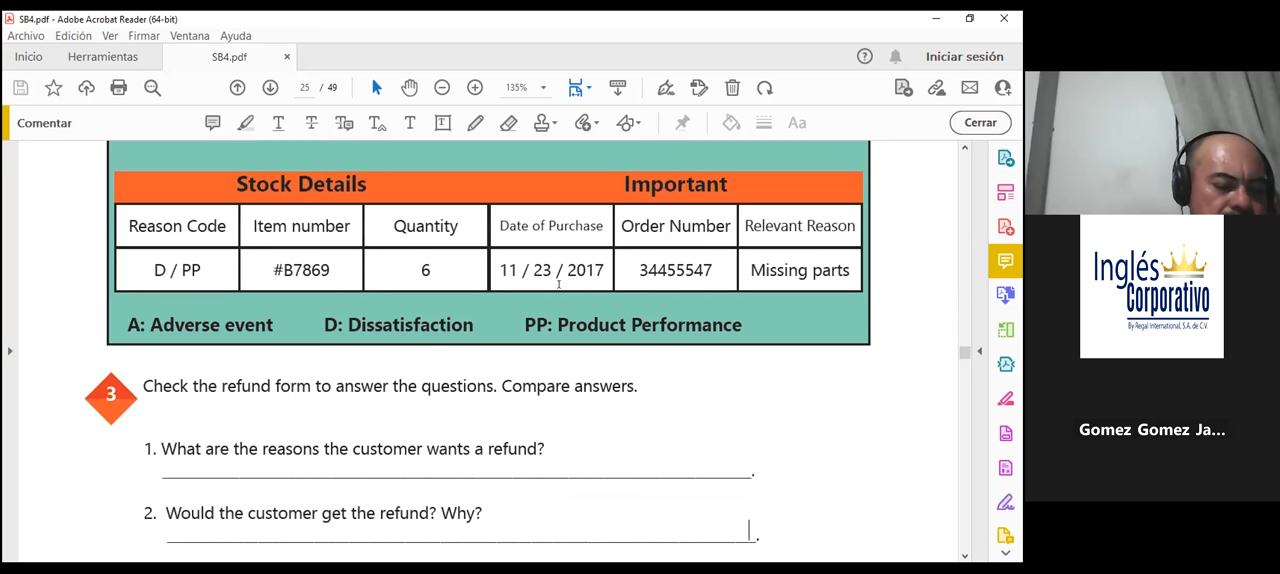 SB4.pdf - Adobe Acrobat Reader (64-bit)
Archivo Edición Ver Firmar Ventana Ayuda
Inicio Herramientas SB4.pdf × Iniciar sesión
25 / 49 135%
Comentar Cerrar
Stock Details Important
Reason Code Item number Quantity Date of Purchase Order Number Relevant Reason
D / PP #B7869 6 11 / 23 / 2017 34455547 Missing parts
A: Adverse event D: Dissatisfaction PP: Product Performance
3 Check the refund form to answer the questions. Compare answers.
1. What are the reasons the customer wants a refund?
2. Would the customer get the refund? Why?
Inglés
Corporativo
By Regal International, S.A. de C.V.
Gomez Gomez Ja...